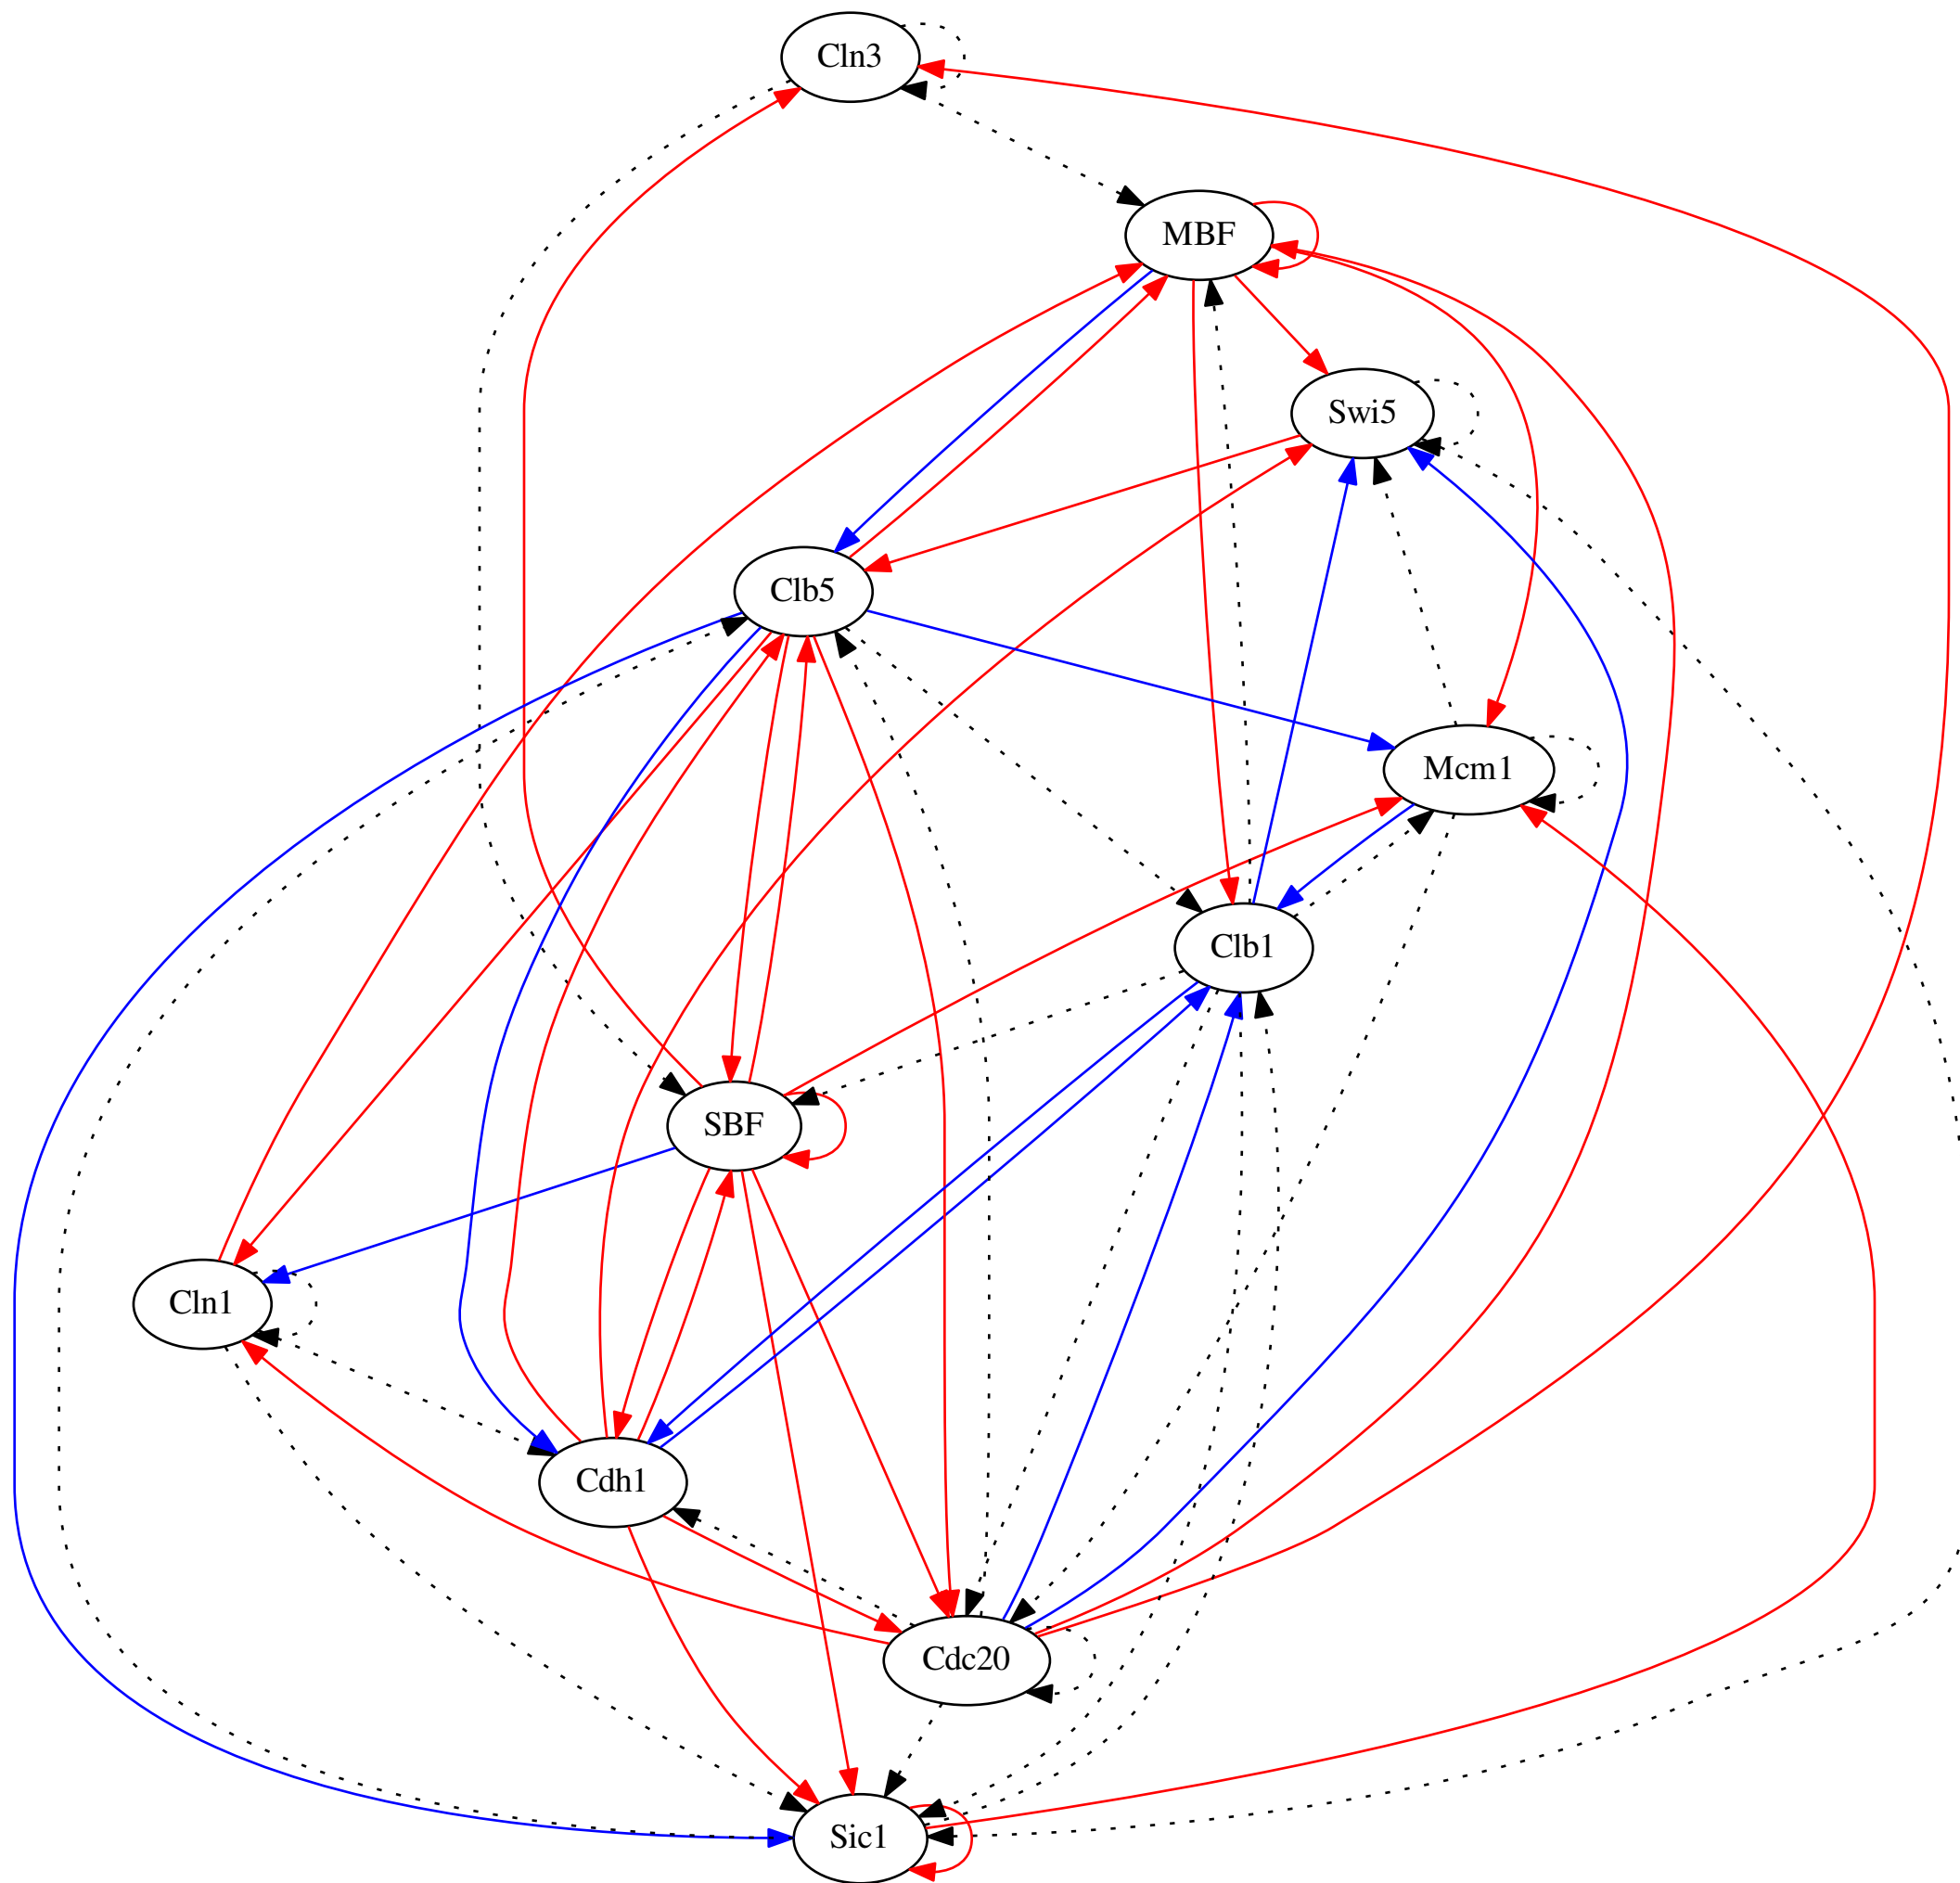 Cln3
MBF
Swi5
Clb5
Mcm1
Clb1
SBF
Cln1
Cdh1
Cdc20
Sic1